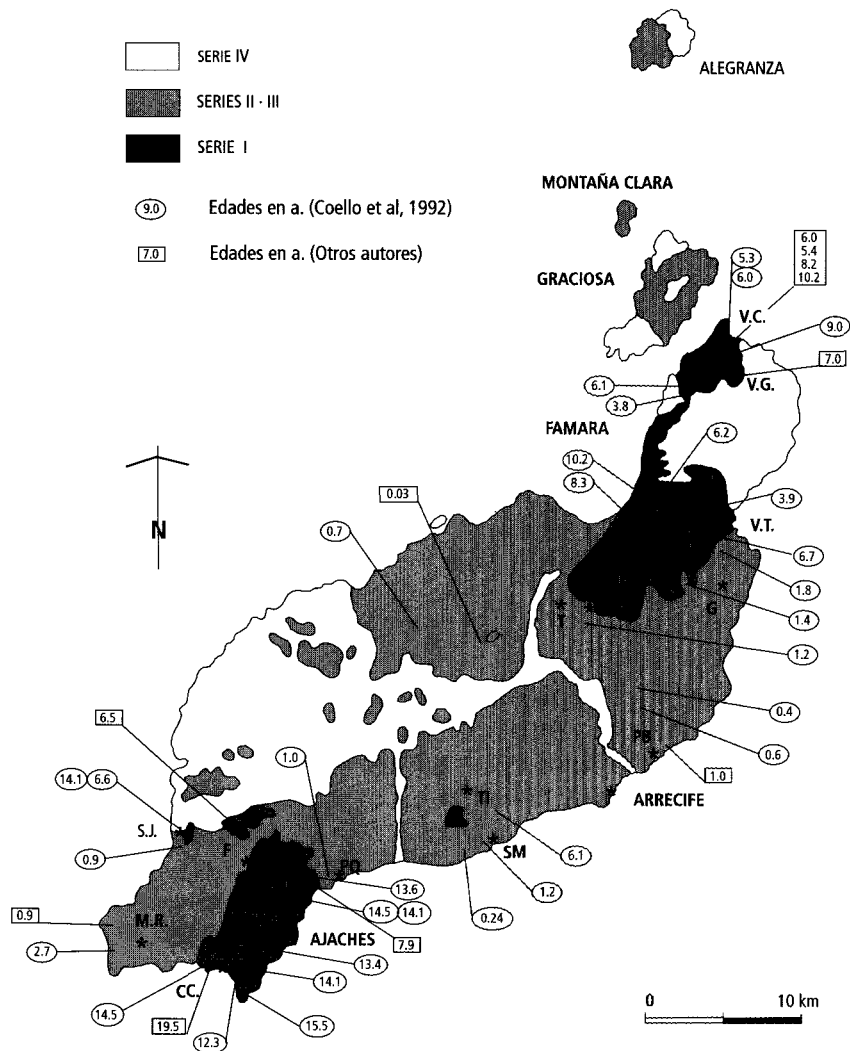 SERIE IV
ALEGRANZA
SERIES II - III
SERIE I
MONTAÑA CLARA
9.0 Edades en a. (Coello et al, 1992)
7.0 Edades en a. (Otros autores)
6.0
5.4
8.2
10.2
5.3
6.0
GRACIOSA
V.C.
9.0
7.0
V.G.
6.1
3.8
FAMARA
6.2
10.2
8.3
3.9
V.T.
N
0.03
0.7
6.7
1.8
G
T
1.4
1.2
0.4
6.5
PB
0.6
1.0
1.0
14.1 6.6
ARRECIFE
TI
S.J.
F
SM
6.1
0.9
PQ
1.2
13.6
0.24
14.5 14.1
0.9
M.R.
AJACHES
7.9
2.7
13.4
CC.
14.1
14.5
19.5
15.5
12.3
0 10 km